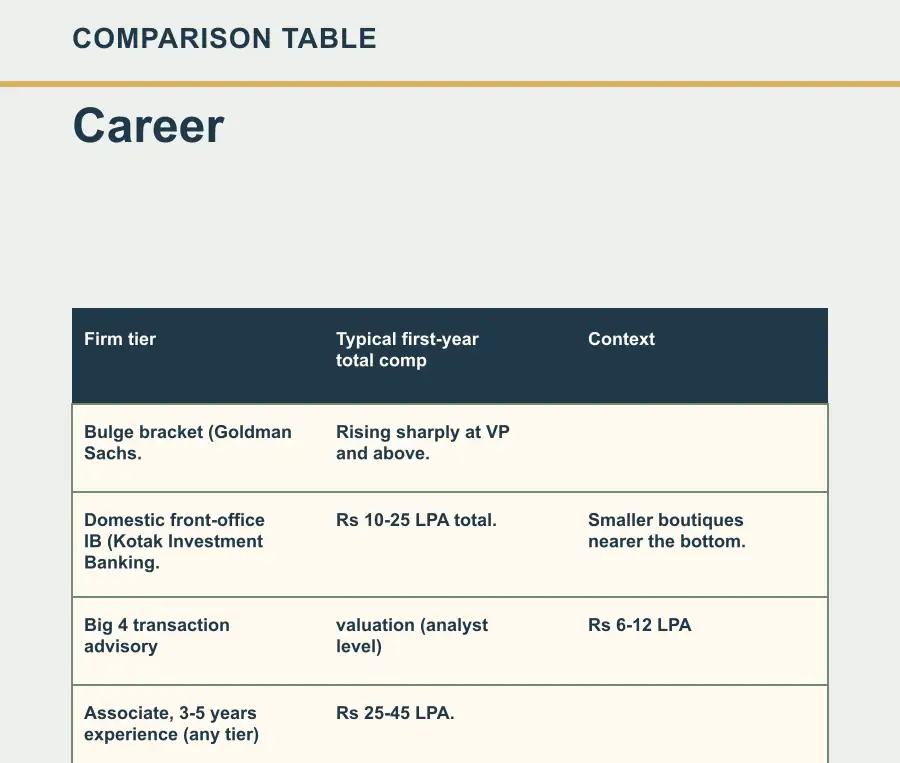 COMPARISON TABLE
Career
Firm tier
Typical first-year
total comp
Context
Bulge bracket (Goldman
Sachs.
Rising sharply at VP
and above.
Domestic front-office
IB (Kotak Investment
Banking.
Rs 10-25 LPA total.
Smaller boutiques
nearer the bottom.
Big 4 transaction
advisory
valuation (analyst
level)
Rs 6-12 LPA
Associate, 3-5 years
experience (any tier)
Rs 25-45 LPA.